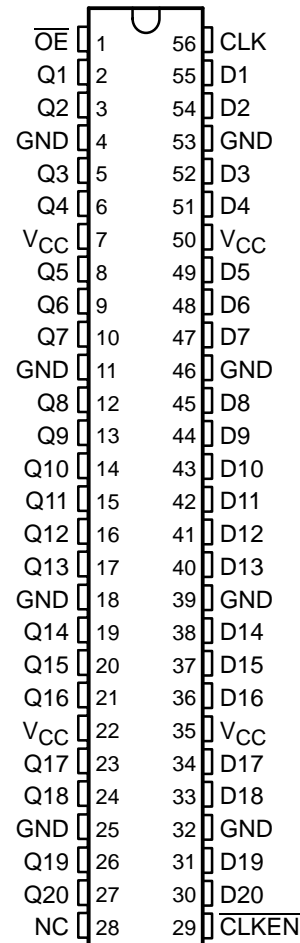 O̅E̅ 1 56 CLK
Q1 2 55 D1
Q2 3 54 D2
GND 4 53 GND
Q3 5 52 D3
Q4 6 51 D4
VCC 7 50 VCC
Q5 8 49 D5
Q6 9 48 D6
Q7 10 47 D7
GND 11 46 GND
Q8 12 45 D8
Q9 13 44 D9
Q10 14 43 D10
Q11 15 42 D11
Q12 16 41 D12
Q13 17 40 D13
GND 18 39 GND
Q14 19 38 D14
Q15 20 37 D15
Q16 21 36 D16
VCC 22 35 VCC
Q17 23 34 D17
Q18 24 33 D18
GND 25 32 GND
Q19 26 31 D19
Q20 27 30 D20
NC 28 29 C̅L̅K̅E̅N̅